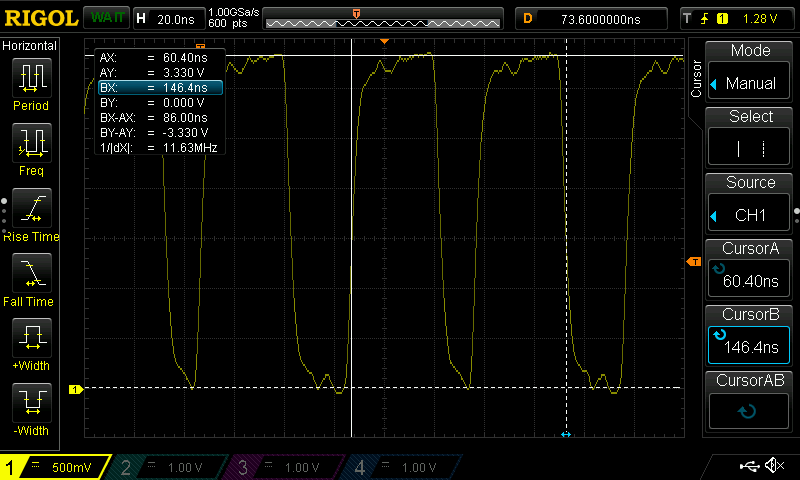 RIGOL WAIT H 20.0ns 1.00GSa/s 600 pts T D 73.6000000ns T 1 1.28 V
Horizontal
Period
Freq
Rise Time
Fall Time
+Width
-Width
T
AX: = 60.40ns
AY: = 3.330 V
BX: = 146.4ns
BY: = 0.000 V
BX-AX: = 86.00ns
BY-AY: = -3.330 V
1/|dX|: = 11.63MHz
T
1
Cursor
Mode
Manual
Select
Source
CH1
CursorA
60.40ns
CursorB
146.4ns
CursorAB
1 500mV 2 1.00 V 3 1.00 V 4 1.00 V